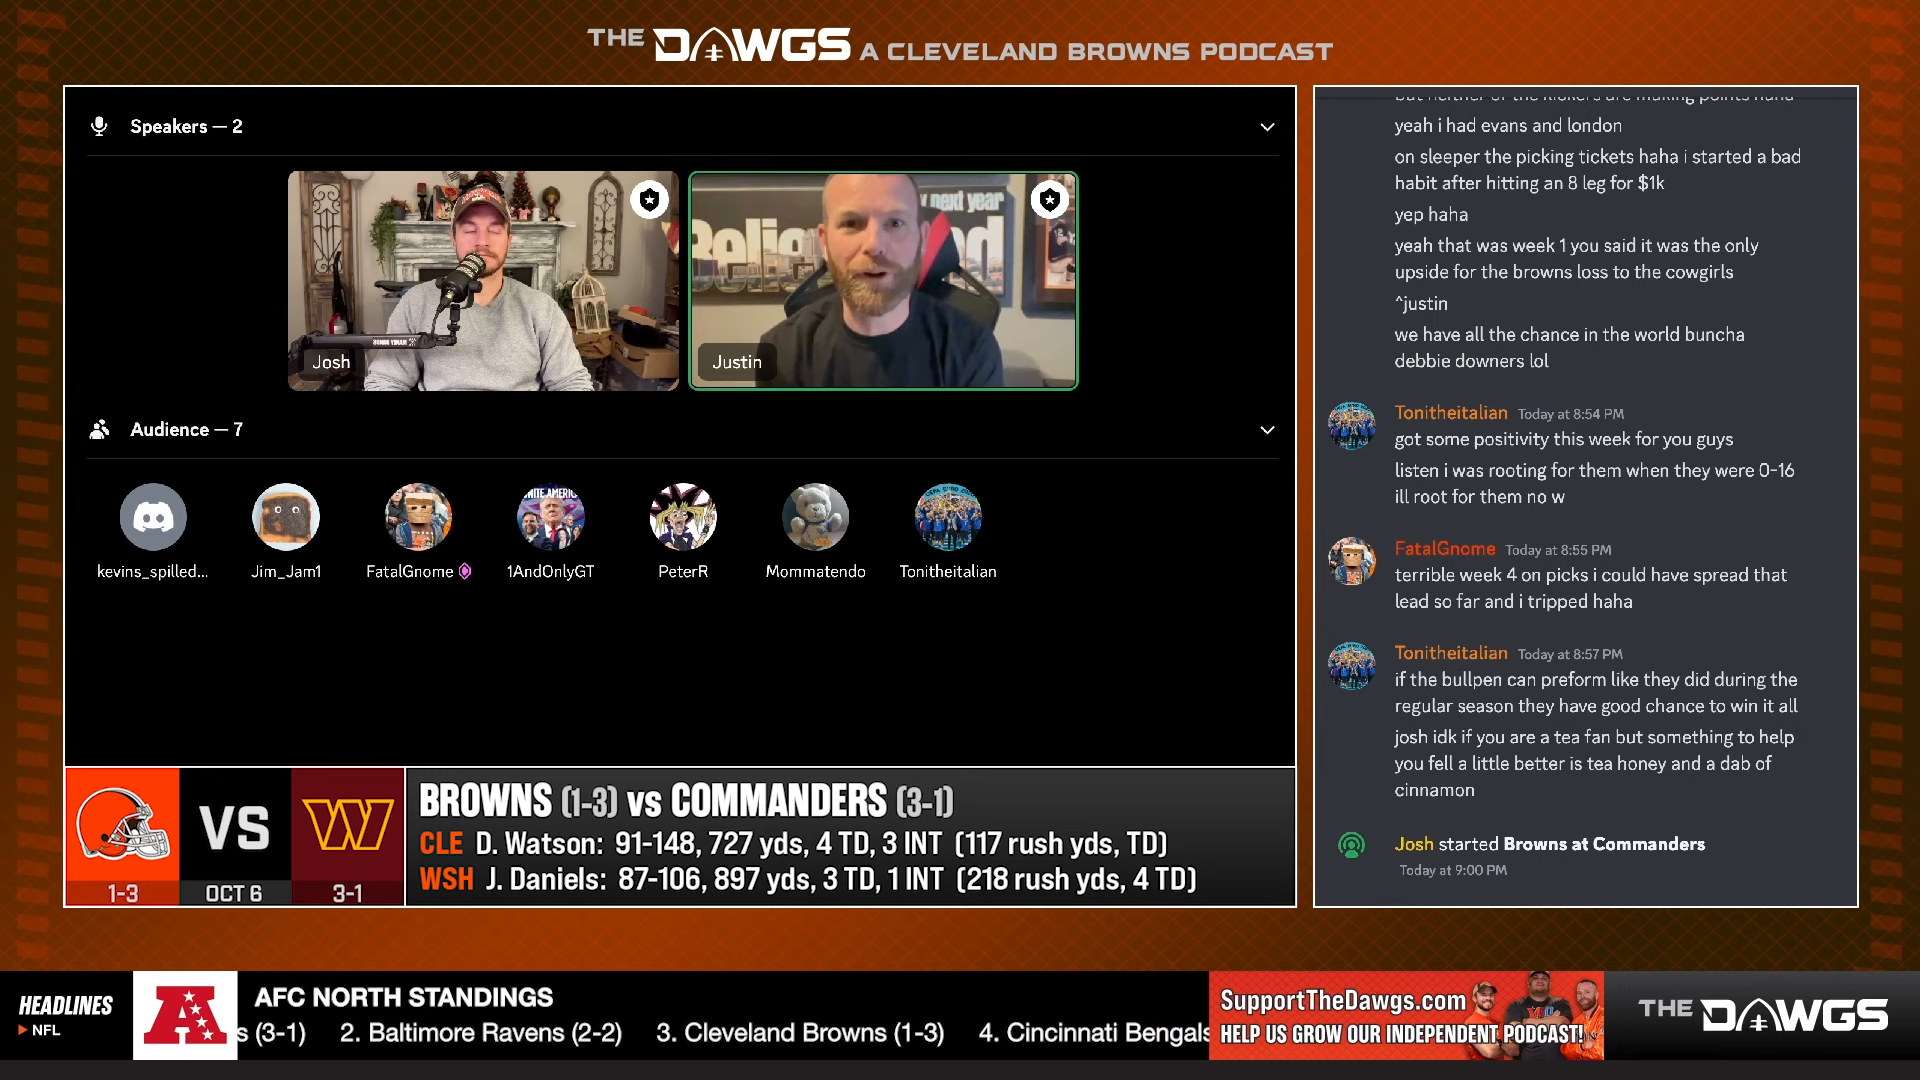 THE DAWGS A CLEVELAND BROWNS PODCAST
Speakers — 2
next year
Josh
Justin
Audience — 7
kevins_spilled...
Jim_Jam1
FatalGnome
1AndOnlyGT
PeterR
Mommatendo
Tonitheitalian
but neither of the kickers are making points haha
yeah i had evans and london
on sleeper the picking tickets haha i started a bad
habit after hitting an 8 leg for $1k
yep haha
yeah that was week 1 you said it was the only
upside for the browns loss to the cowgirls
^justin
we have all the chance in the world buncha
debbie downers lol
Tonitheitalian Today at 8:54 PM
got some positivity this week for you guys
listen i was rooting for them when they were 0-16
ill root for them no w
FatalGnome Today at 8:55 PM
terrible week 4 on picks i could have spread that
lead so far and i tripped haha
Tonitheitalian Today at 8:57 PM
if the bullpen can preform like they did during the
regular season they have good chance to win it all
josh idk if you are a tea fan but something to help
you fell a little better is tea honey and a dab of
cinnamon
Josh started Browns at Commanders
Today at 9:00 PM
VS
1-3
OCT 6
3-1
BROWNS (1-3) vs COMMANDERS (3-1)
CLE D. Watson: 91-148, 727 yds, 4 TD, 3 INT (117 rush yds, TD)
WSH J. Daniels: 87-106, 897 yds, 3 TD, 1 INT (218 rush yds, 4 TD)
HEADLINES
NFL
AFC NORTH STANDINGS
s (3-1) 2. Baltimore Ravens (2-2) 3. Cleveland Browns (1-3) 4. Cincinnati Bengals
SupportTheDawgs.com
HELP US GROW OUR INDEPENDENT PODCAST!
THE DAWGS